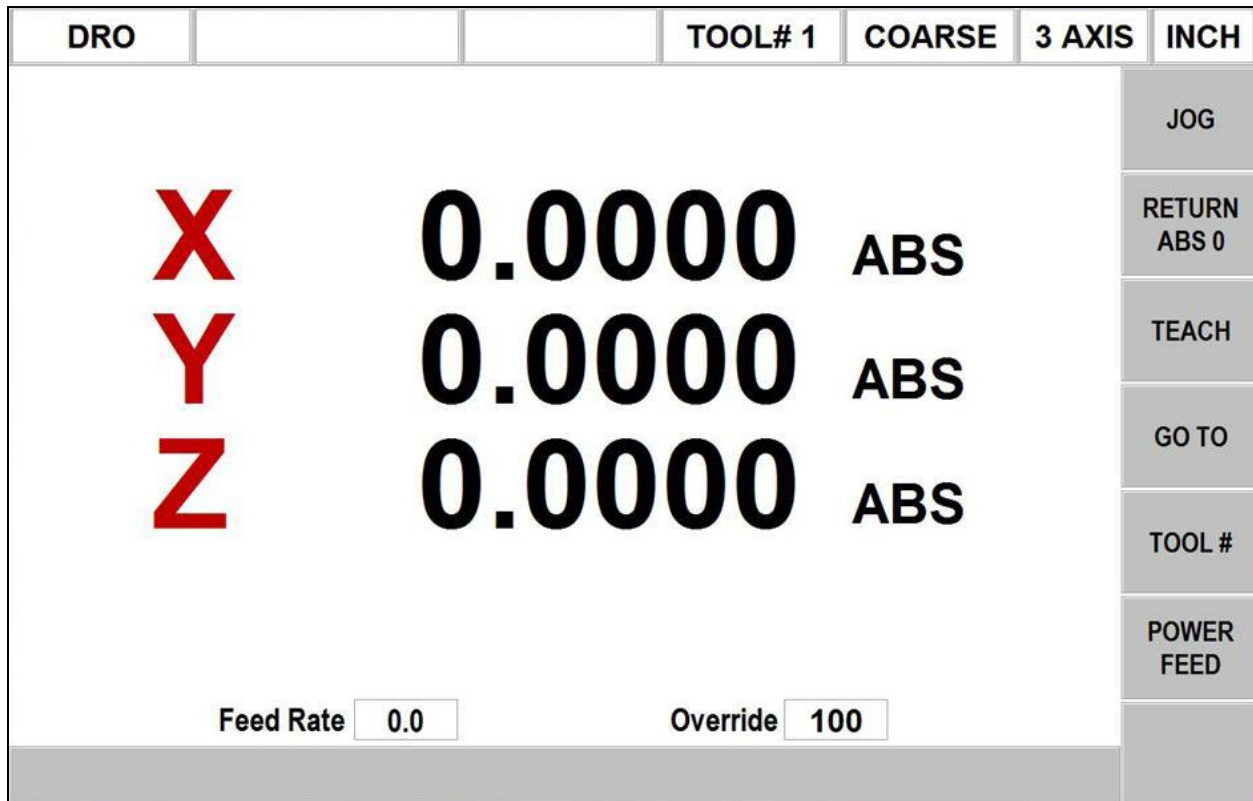 DRO TOOL# 1 COARSE 3 AXIS INCH
X 0.0000 ABS
Y 0.0000 ABS
Z 0.0000 ABS
Feed Rate 0.0 Override 100
JOG
RETURN
ABS 0
TEACH
GO TO
TOOL #
POWER
FEED